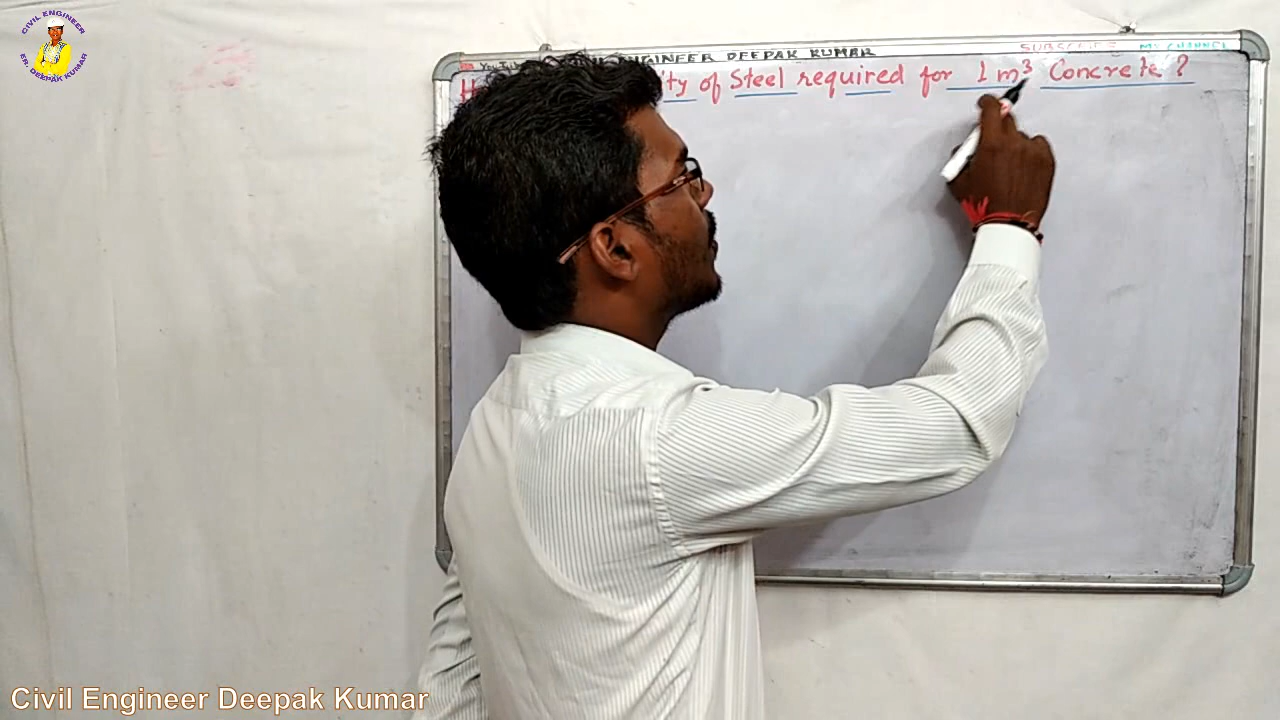 CIVIL ENGINEER
ER. DEEPAK KUMAR
YouTube ENGINEER DEEPAK KUMAR
SUBSCRIBE MY CHANNEL
of Steel required for 1 m³ Concrete ?
Civil Engineer Deepak Kumar